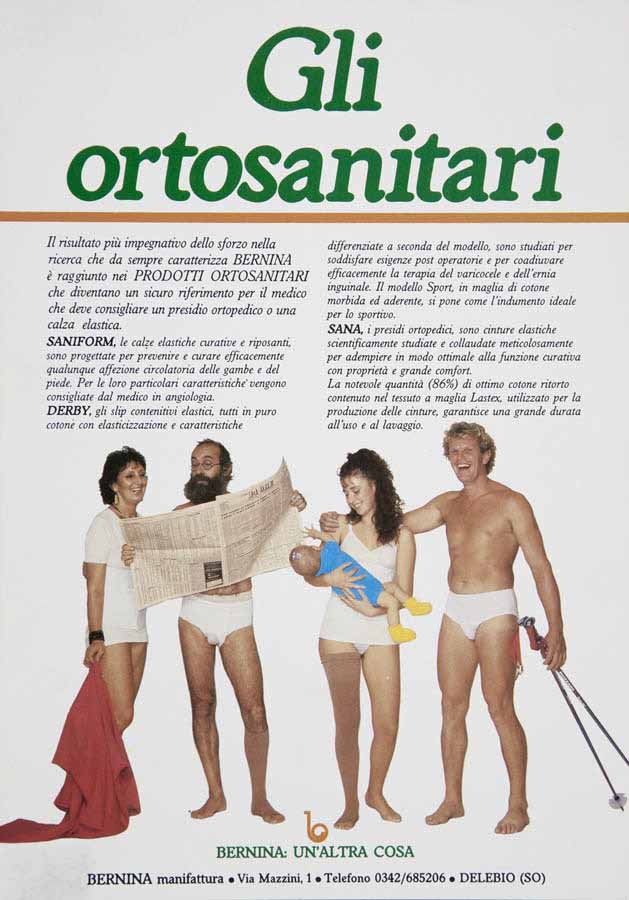 Gli
ortosanitari
Il risultato più impegnativo dello sforzo nella
ricerca che da sempre caratterizza BERNINA
è raggiunto nei PRODOTTI ORTOSANITARI
che diventano un sicuro riferimento per il medico
che deve consigliare un presidio ortopedico o una
calza elastica.
SANIFORM, le calze elastiche curative e riposanti,
sono progettate per prevenire e curare efficacemente
qualunque affezione circolatoria delle gambe e del
piede. Per le loro particolari caratteristiche vengono
consigliate dal medico in angiologia.
DERBY, gli slip contenitivi elastici, tutti in puro
cotone con elasticizzazione e caratteristiche
differenziate a seconda del modello, sono studiati per
soddisfare esigenze post operatorie e per coadiuvare
efficacemente la terapia del varicocele e dell'ernia
inguinale. Il modello Sport, in maglia di cotone
morbida ed aderente, si pone come l'indumento ideale
per lo sportivo.
SANA, i presidi ortopedici, sono cinture elastiche
scientificamente studiate e collaudate meticolosamente
per adempiere in modo ottimale alla funzione curativa
con proprietà e grande comfort.
La notevole quantità (86%) di ottimo cotone ritorto
contenuto nel tessuto a maglia Lastex, utilizzato per la
produzione delle cinture, garantisce una grande durata
all'uso e al lavaggio.
BERNINA: UN'ALTRA COSA
BERNINA manifattura • Via Mazzini, 1 • Telefono 0342/685206 • DELEBIO (SO)